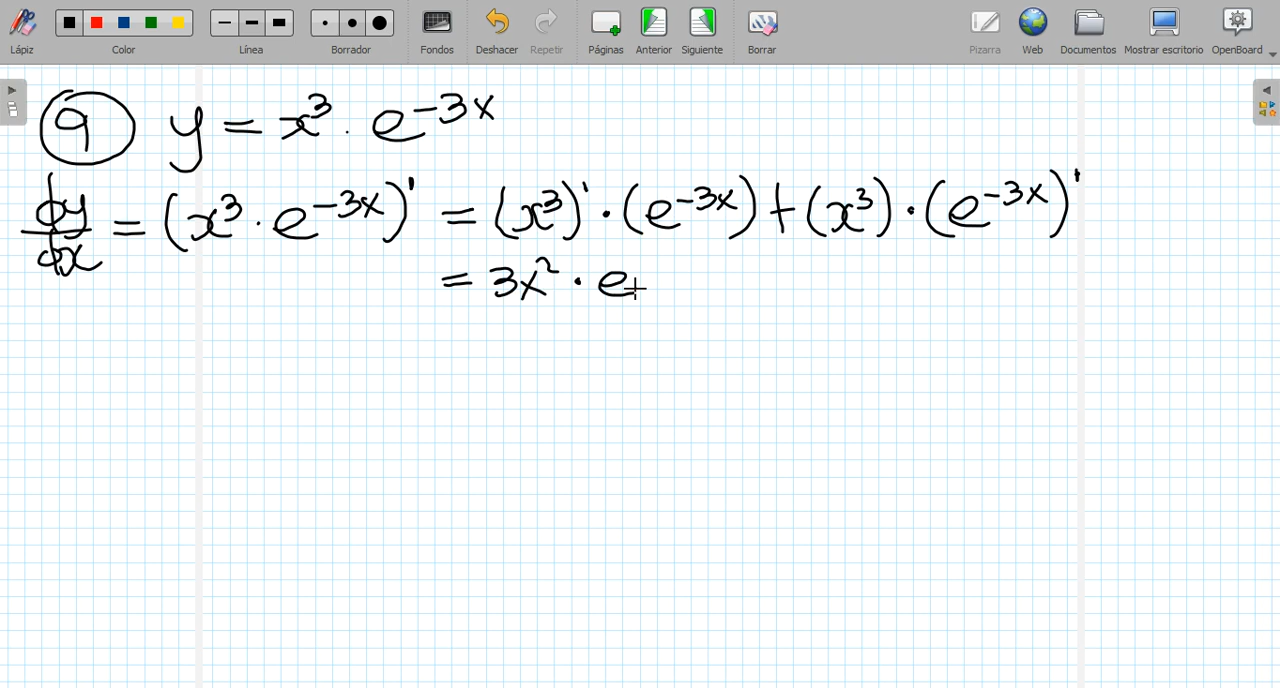 Lápiz Color Línea Borrador Fondos Deshacer Repetir Páginas Anterior Siguiente Borrar Pizarra Web Documentos Mostrar escritorio OpenBoard
9 y = x³ · e⁻³ˣ
dy/dx = (x³ · e⁻³ˣ)' = (x³)' · (e⁻³ˣ) + (x³) · (e⁻³ˣ)'
= 3x² · e